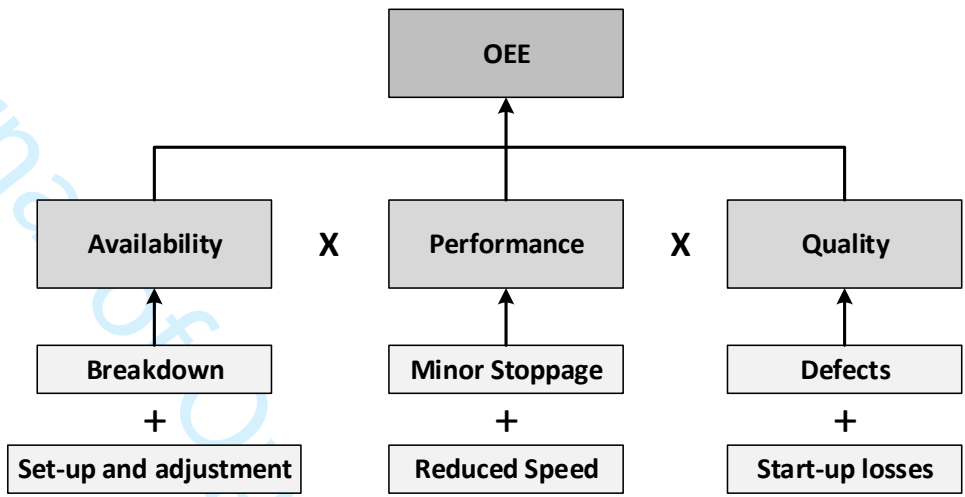 OEE
Availability X Performance X Quality
Breakdown Minor Stoppage Defects
+ + +
Set-up and adjustment Reduced Speed Start-up losses